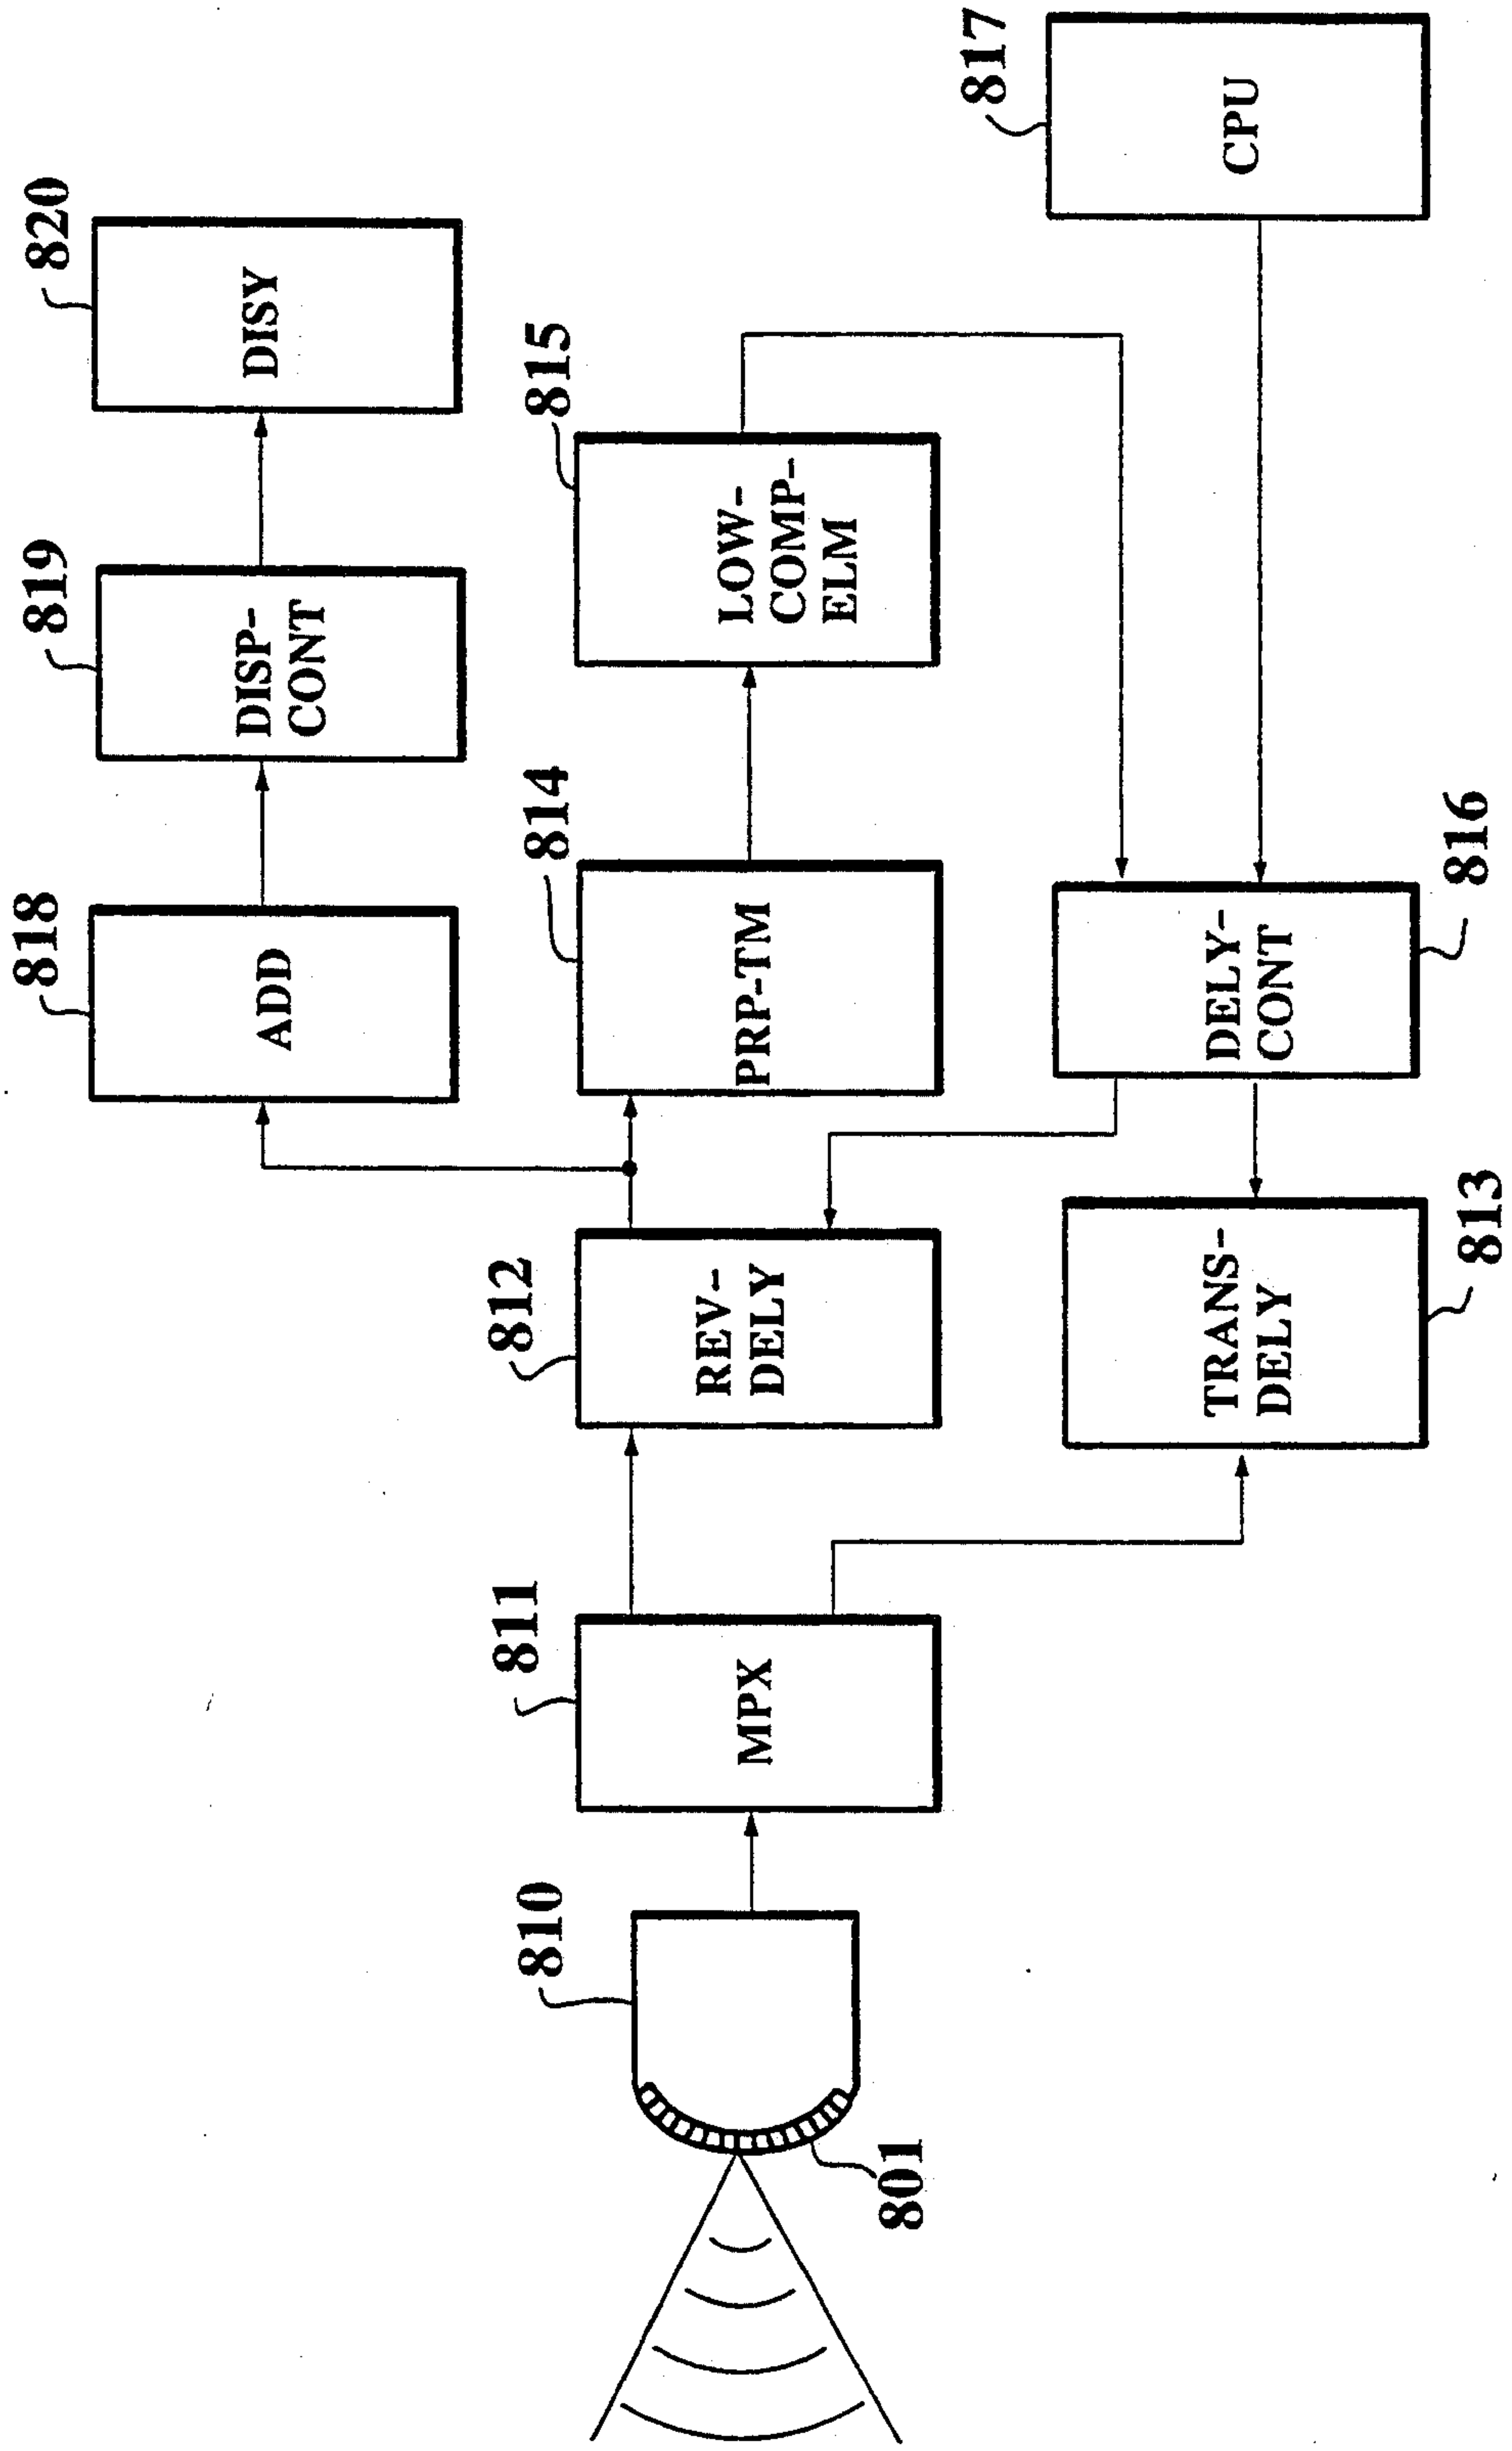 820
DISY
819
DISP-
CONT
818
ADD
815
LOW-
COMP-
ELM
814
PRP-TM
812
REV-
DELY
811
MPX
810
801
817
CPU
DELY-
CONT
816
TRANS-
DELY
813